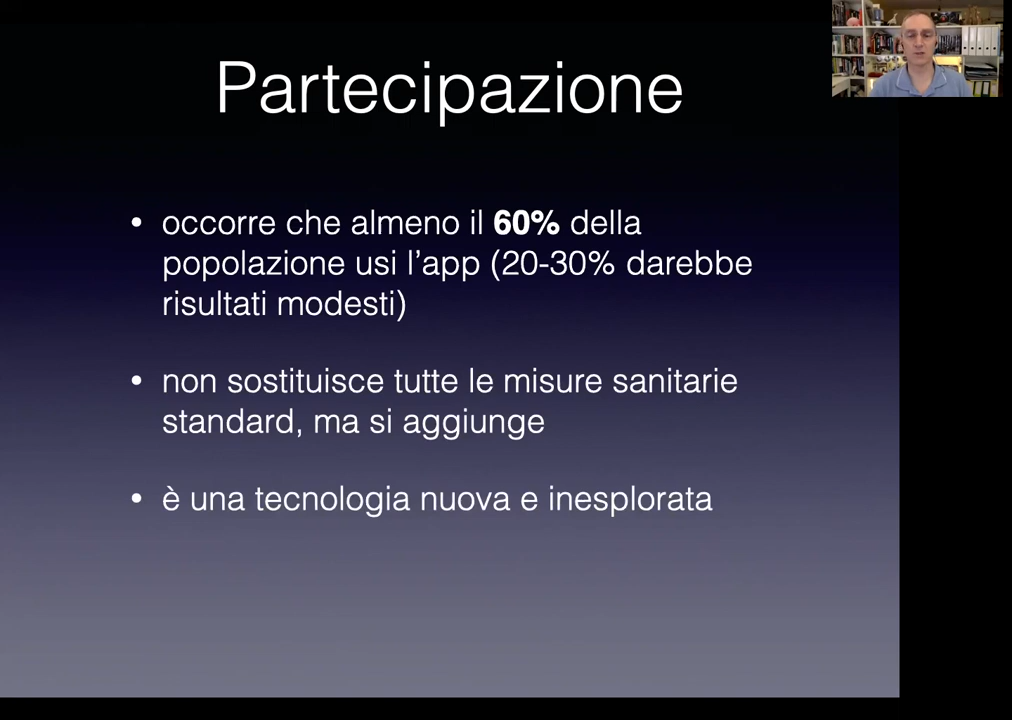 Partecipazione
• occorre che almeno il 60% della
popolazione usi l'app (20-30% darebbe
risultati modesti)
• non sostituisce tutte le misure sanitarie
standard, ma si aggiunge
• è una tecnologia nuova e inesplorata